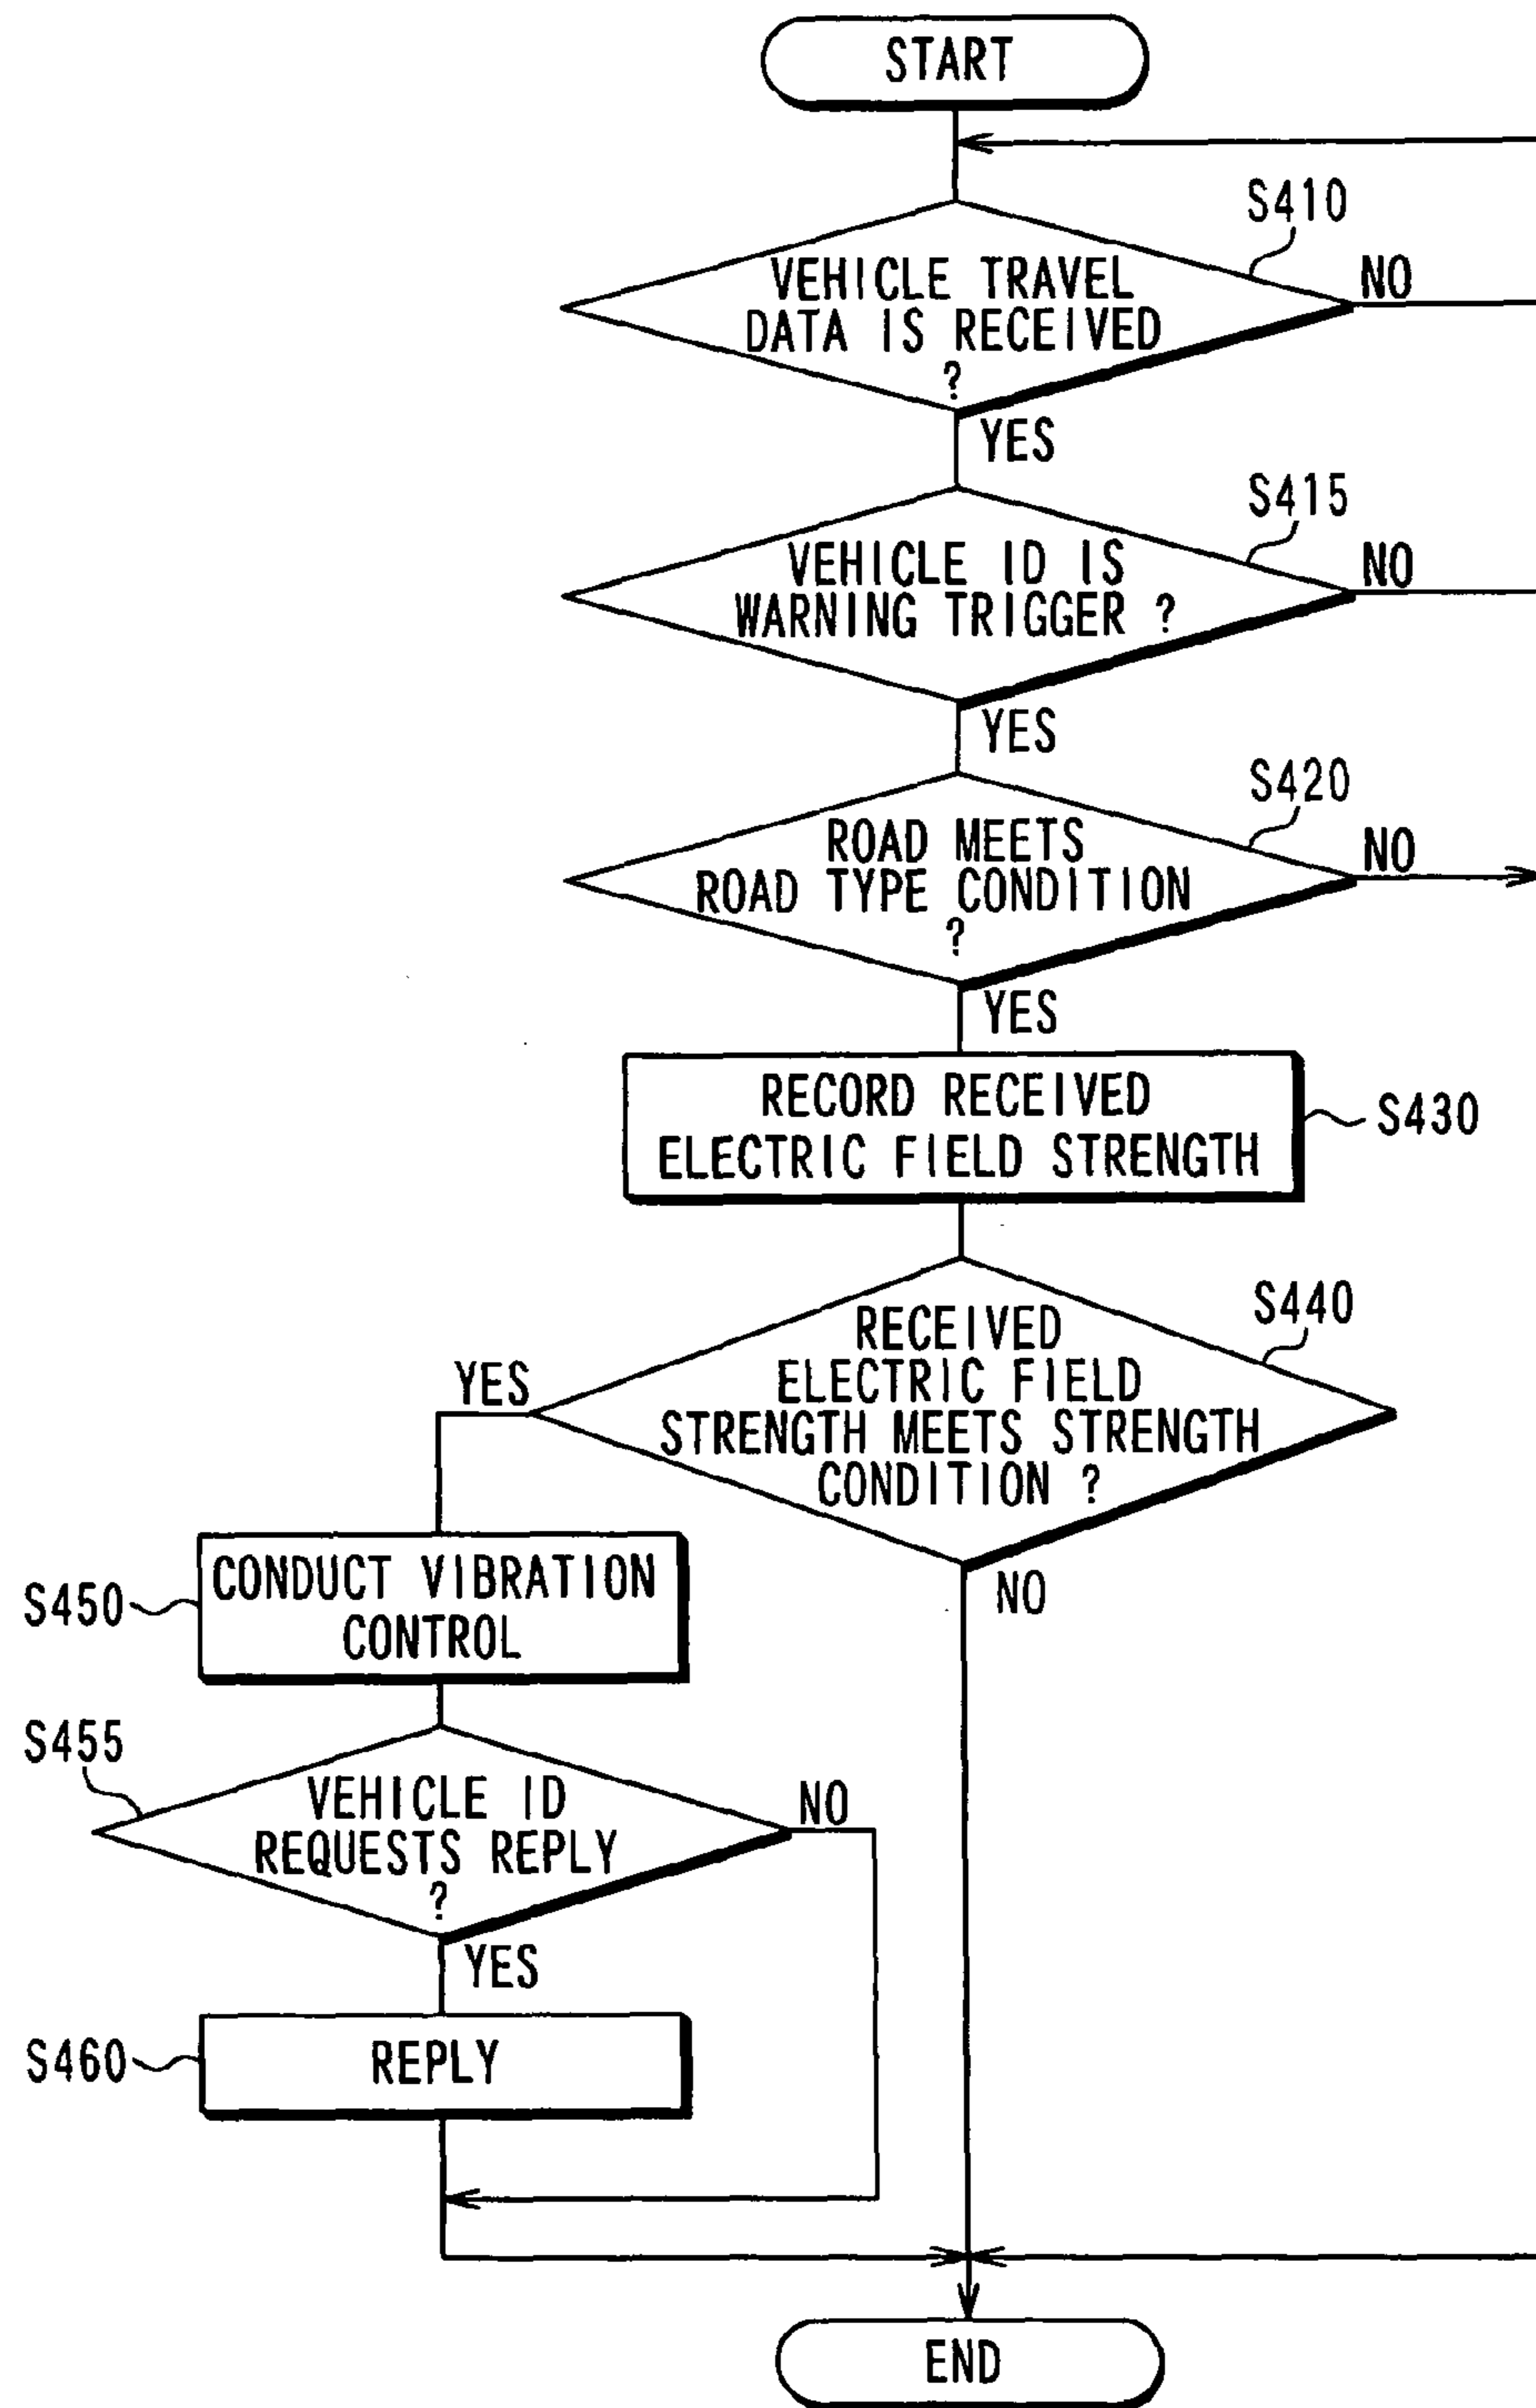 START
S410
VEHICLE TRAVEL
DATA IS RECEIVED
?
NO
YES
S415
VEHICLE ID IS
WARNING TRIGGER ?
NO
YES
S420
ROAD MEETS
ROAD TYPE CONDITION
?
NO
YES
RECORD RECEIVED
ELECTRIC FIELD STRENGTH
S430
S440
RECEIVED
ELECTRIC FIELD
STRENGTH MEETS STRENGTH
CONDITION ?
YES
NO
S450
CONDUCT VIBRATION
CONTROL
S455
VEHICLE ID
REQUESTS REPLY
?
NO
YES
S460
REPLY
END